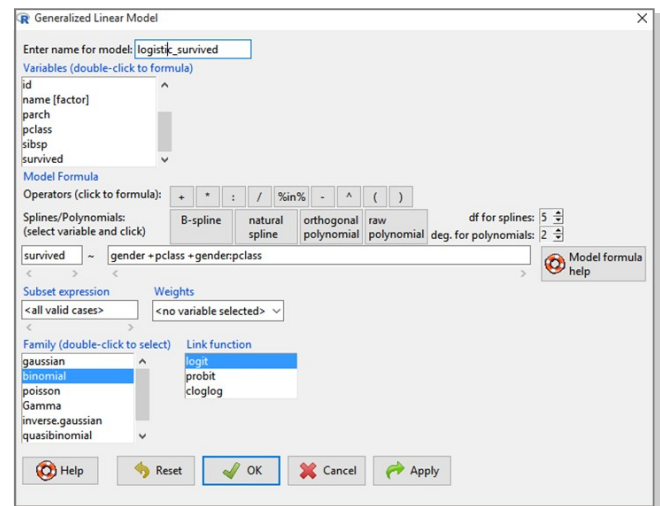 Generalized Linear Model
Enter name for model: logistic_survived
Variables (double-click to formula)
id
name [factor]
parch
pclass
sibsp
survived
Model Formula
Operators (click to formula): + * : / %in% - ^ ( )
Splines/Polynomials:
(select variable and click)
B-spline
natural
spline
orthogonal
polynomial
raw
polynomial
df for splines: 5
deg. for polynomials: 2
survived ~ gender +pclass +gender:pclass
Model formula
help
Subset expression Weights
<all valid cases> <no variable selected>
Family (double-click to select) Link function
gaussian
binomial
poisson
Gamma
inverse.gaussian
quasibinomial
logit
probit
cloglog
Help Reset OK Cancel Apply